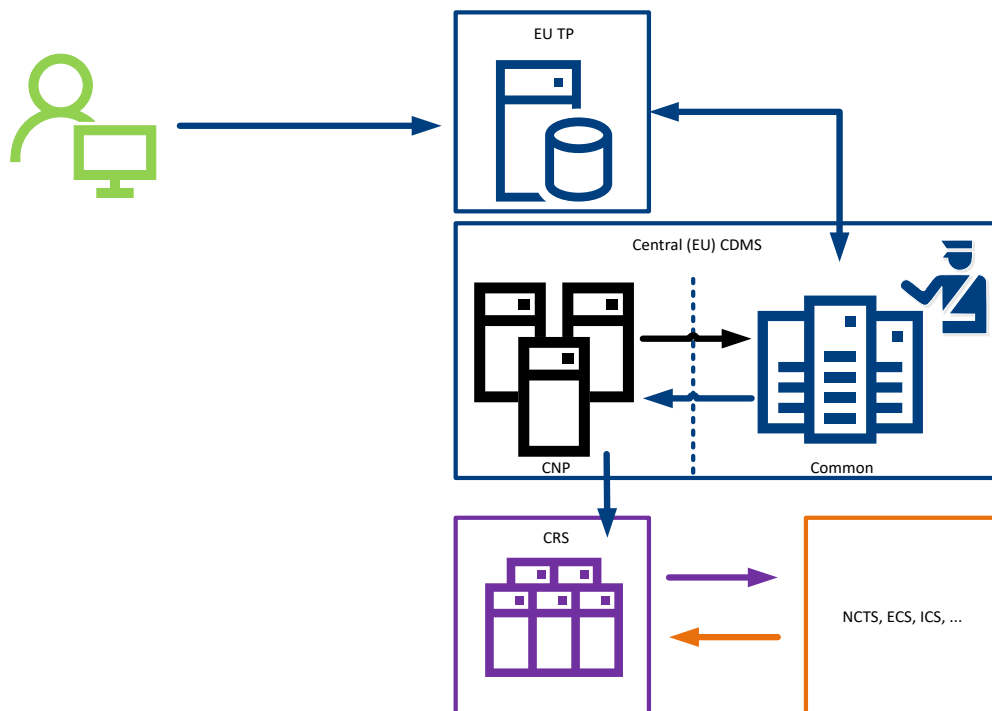 EU TP
Central (EU) CDMS
CNP
Common
CRS
NCTS, ECS, ICS, ...